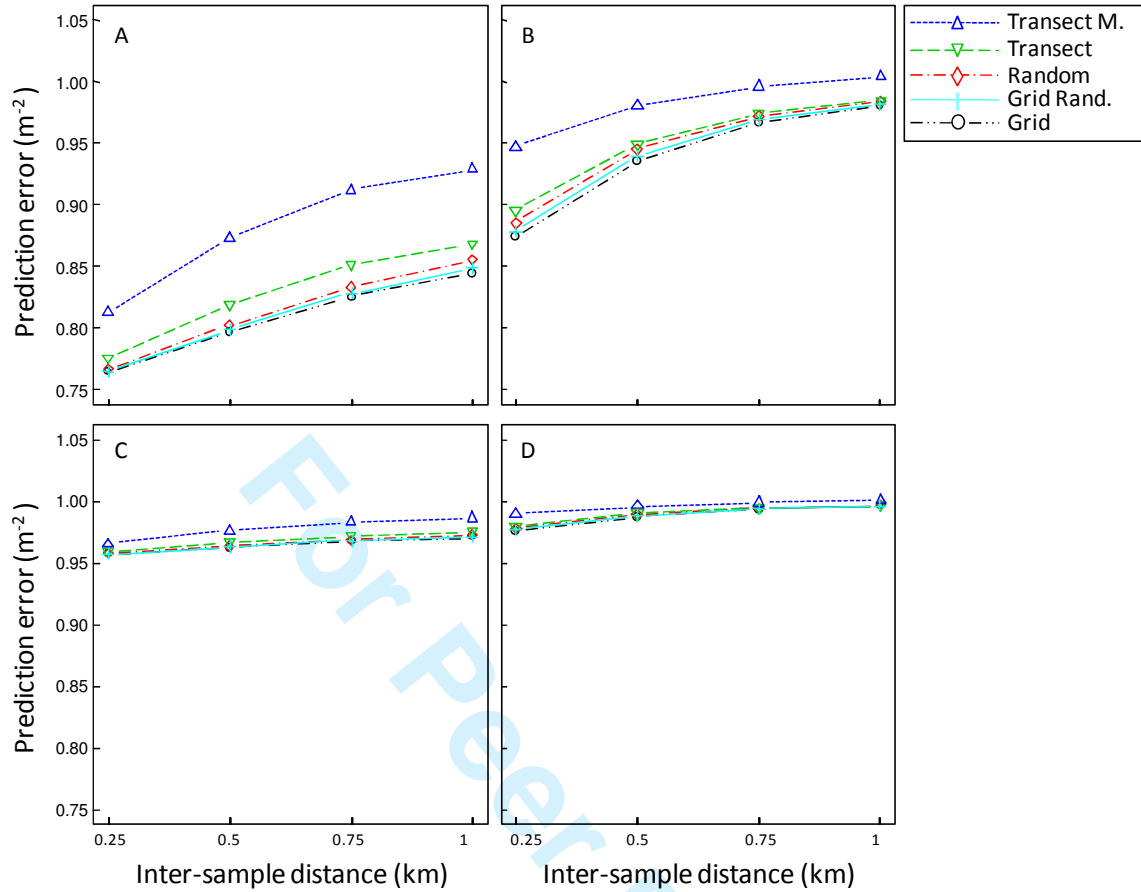 A
B
1.05
1.00
0.95
0.90
0.85
0.80
0.75
Prediction error (m-2)
Transect M.
Transect
Random
Grid Rand.
Grid
C
D
1.05
1.00
0.95
0.90
0.85
0.80
0.75
Prediction error (m-2)
0.25 0.5 0.75 1
0.25 0.5 0.75 1
Inter-sample distance (km)
Inter-sample distance (km)
For Peer